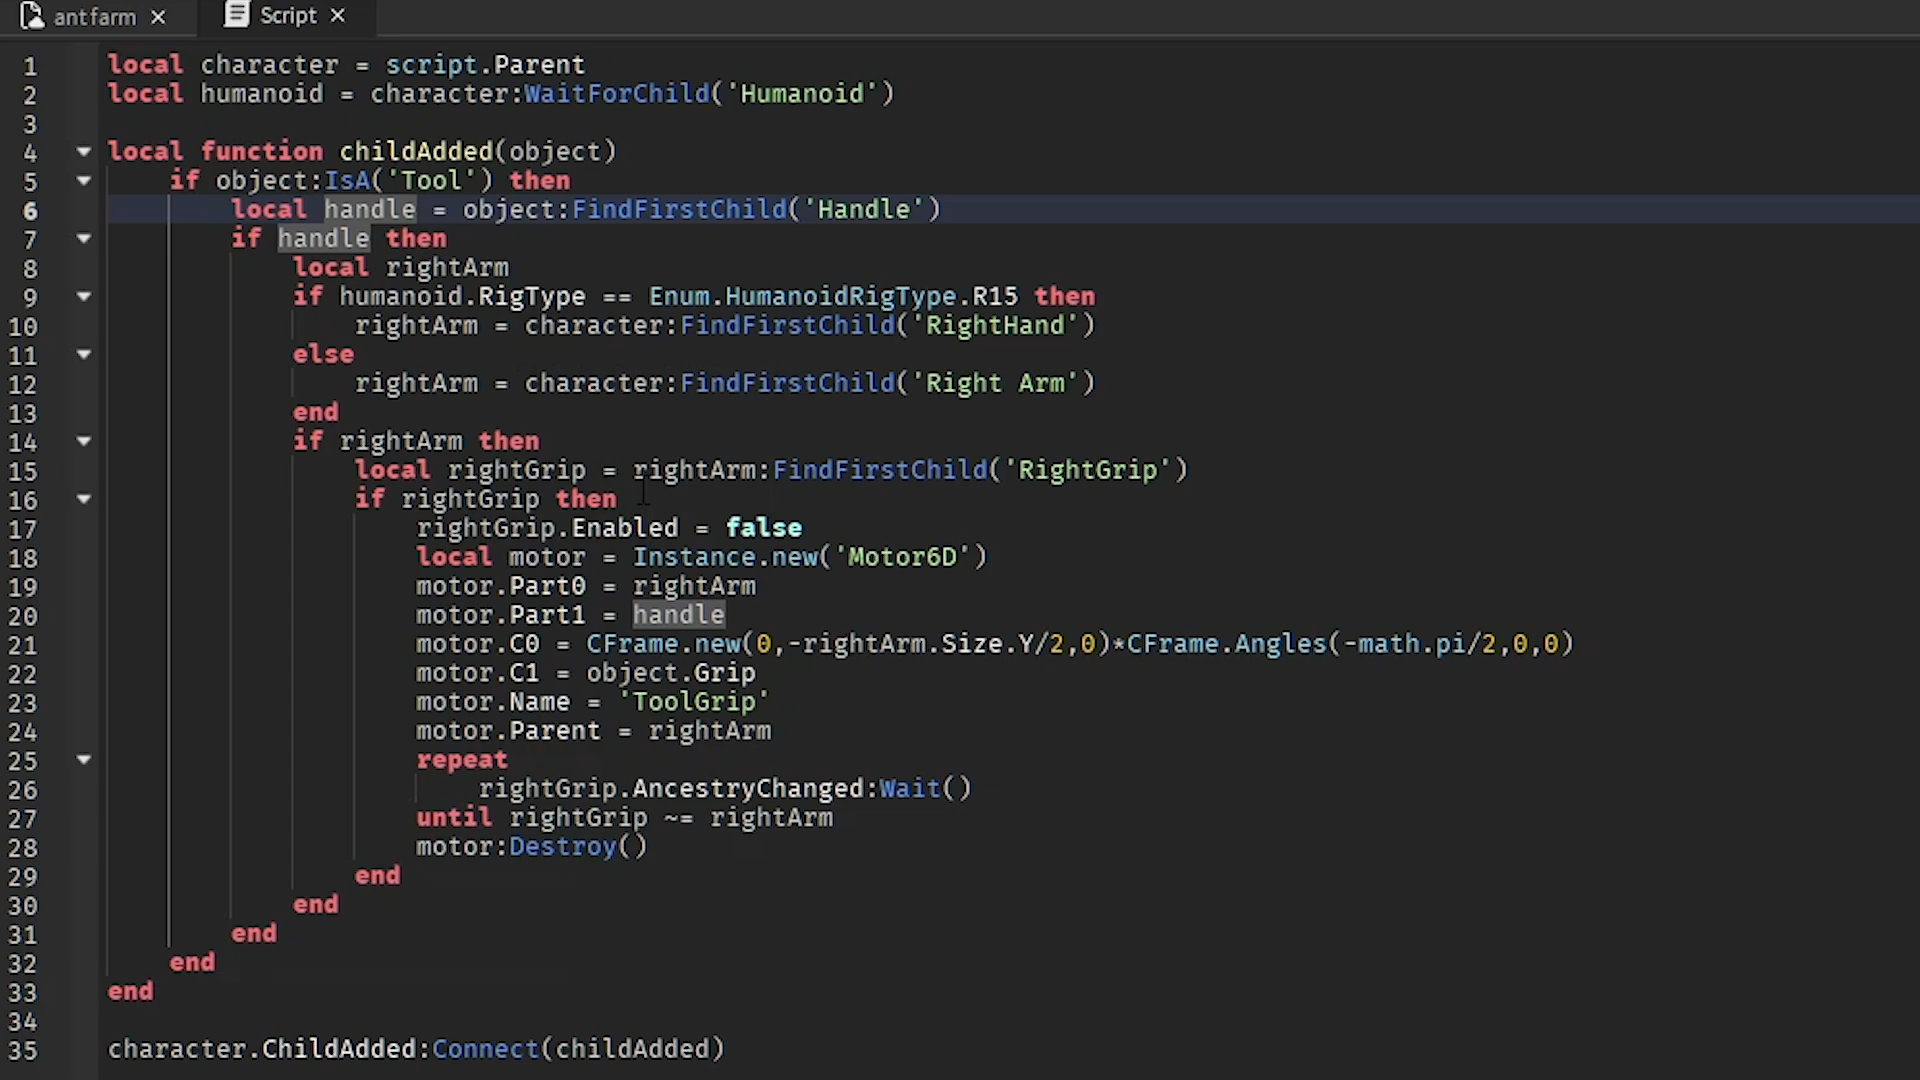 antfarm × Script ×
1 local character = script.Parent
2 local humanoid = character:WaitForChild('Humanoid')
3
4 local function childAdded(object)
5 if object:IsA('Tool') then
6 local handle = object:FindFirstChild('Handle')
7 if handle then
8 local rightArm
9 if humanoid.RigType == Enum.HumanoidRigType.R15 then
10 rightArm = character:FindFirstChild('RightHand')
11 else
12 rightArm = character:FindFirstChild('Right Arm')
13 end
14 if rightArm then
15 local rightGrip = rightArm:FindFirstChild('RightGrip')
16 if rightGrip then
17 rightGrip.Enabled = false
18 local motor = Instance.new('Motor6D')
19 motor.Part0 = rightArm
20 motor.Part1 = handle
21 motor.C0 = CFrame.new(0,-rightArm.Size.Y/2,0)*CFrame.Angles(-math.pi/2,0,0)
22 motor.C1 = object.Grip
23 motor.Name = 'ToolGrip'
24 motor.Parent = rightArm
25 repeat
26 rightGrip.AncestryChanged:Wait()
27 until rightGrip ~= rightArm
28 motor:Destroy()
29 end
30 end
31 end
32 end
33 end
34
35 character.ChildAdded:Connect(childAdded)